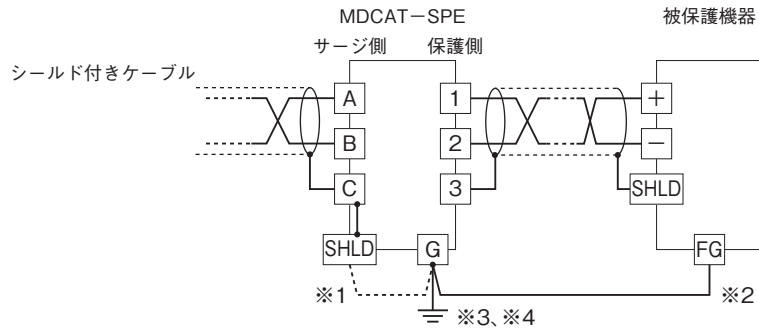 MDCAT－SPE
被保護機器
サージ側 保護側
シールド付きケーブル
A 1 ＋
B 2 －
C 3
SHLD
SHLD G FG
※1 ※2
※3、※4